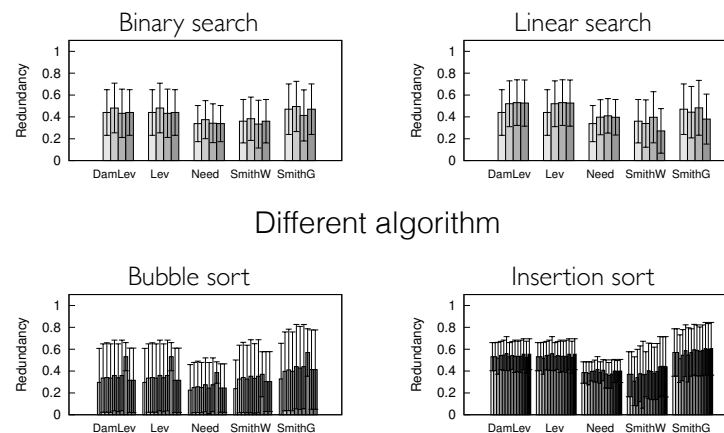 Binary search
Linear search
1
0.8
0.6
0.4
0.2
0
Redundancy
DamLev Lev Need SmithW SmithG
1
0.8
0.6
0.4
0.2
0
Redundancy
DamLev Lev Need SmithW SmithG
Different algorithm
Bubble sort
Insertion sort
1
0.8
0.6
0.4
0.2
0
Redundancy
DamLev Lev Need SmithW SmithG
1
0.8
0.6
0.4
0.2
0
Redundancy
DamLev Lev Need SmithW SmithG